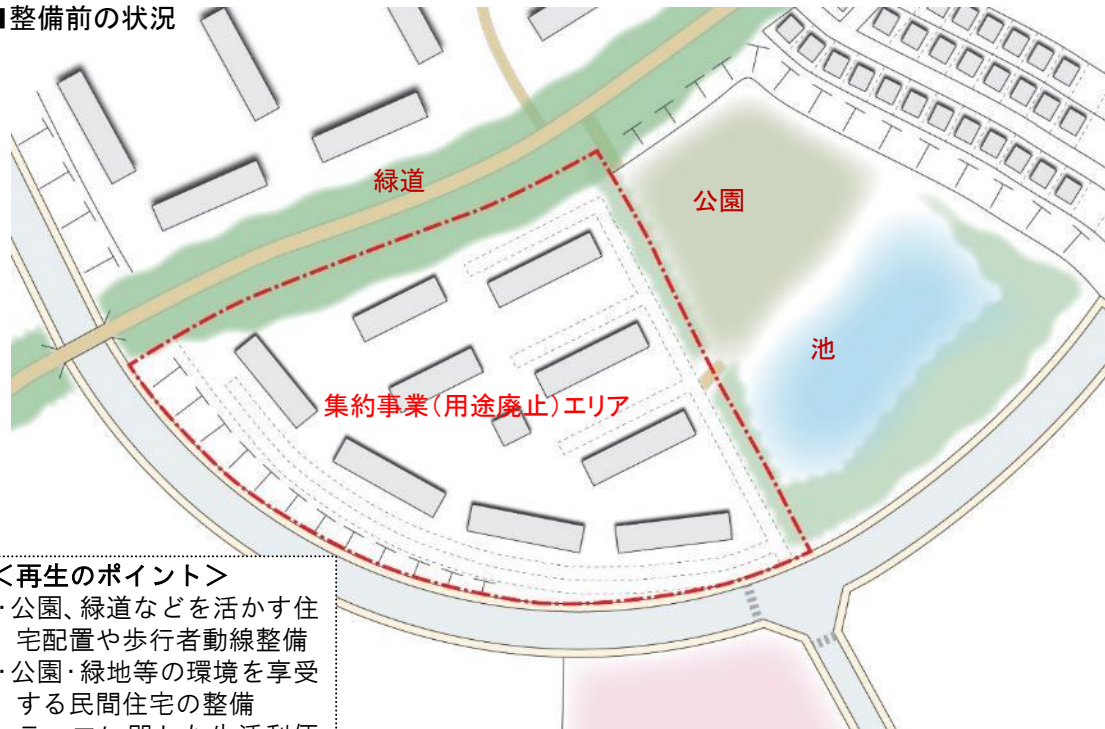 ■整備前の状況
緑道
公園
池
集約事業(用途廃止)エリア
<再生のポイント>
・公園、緑道などを活かす住
宅配置や歩行者動線整備
・公園・緑地等の環境を享受
する民間住宅の整備